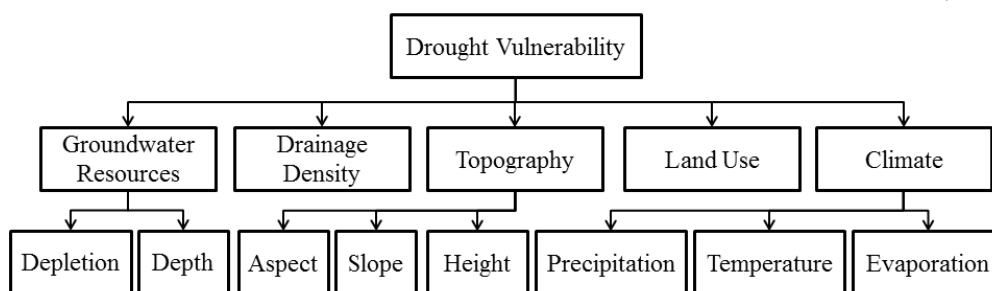 Drought Vulnerability
Groundwater
Resources
Drainage
Density
Topography
Land Use
Climate
Depletion
Depth
Aspect
Slope
Height
Precipitation
Temperature
Evaporation